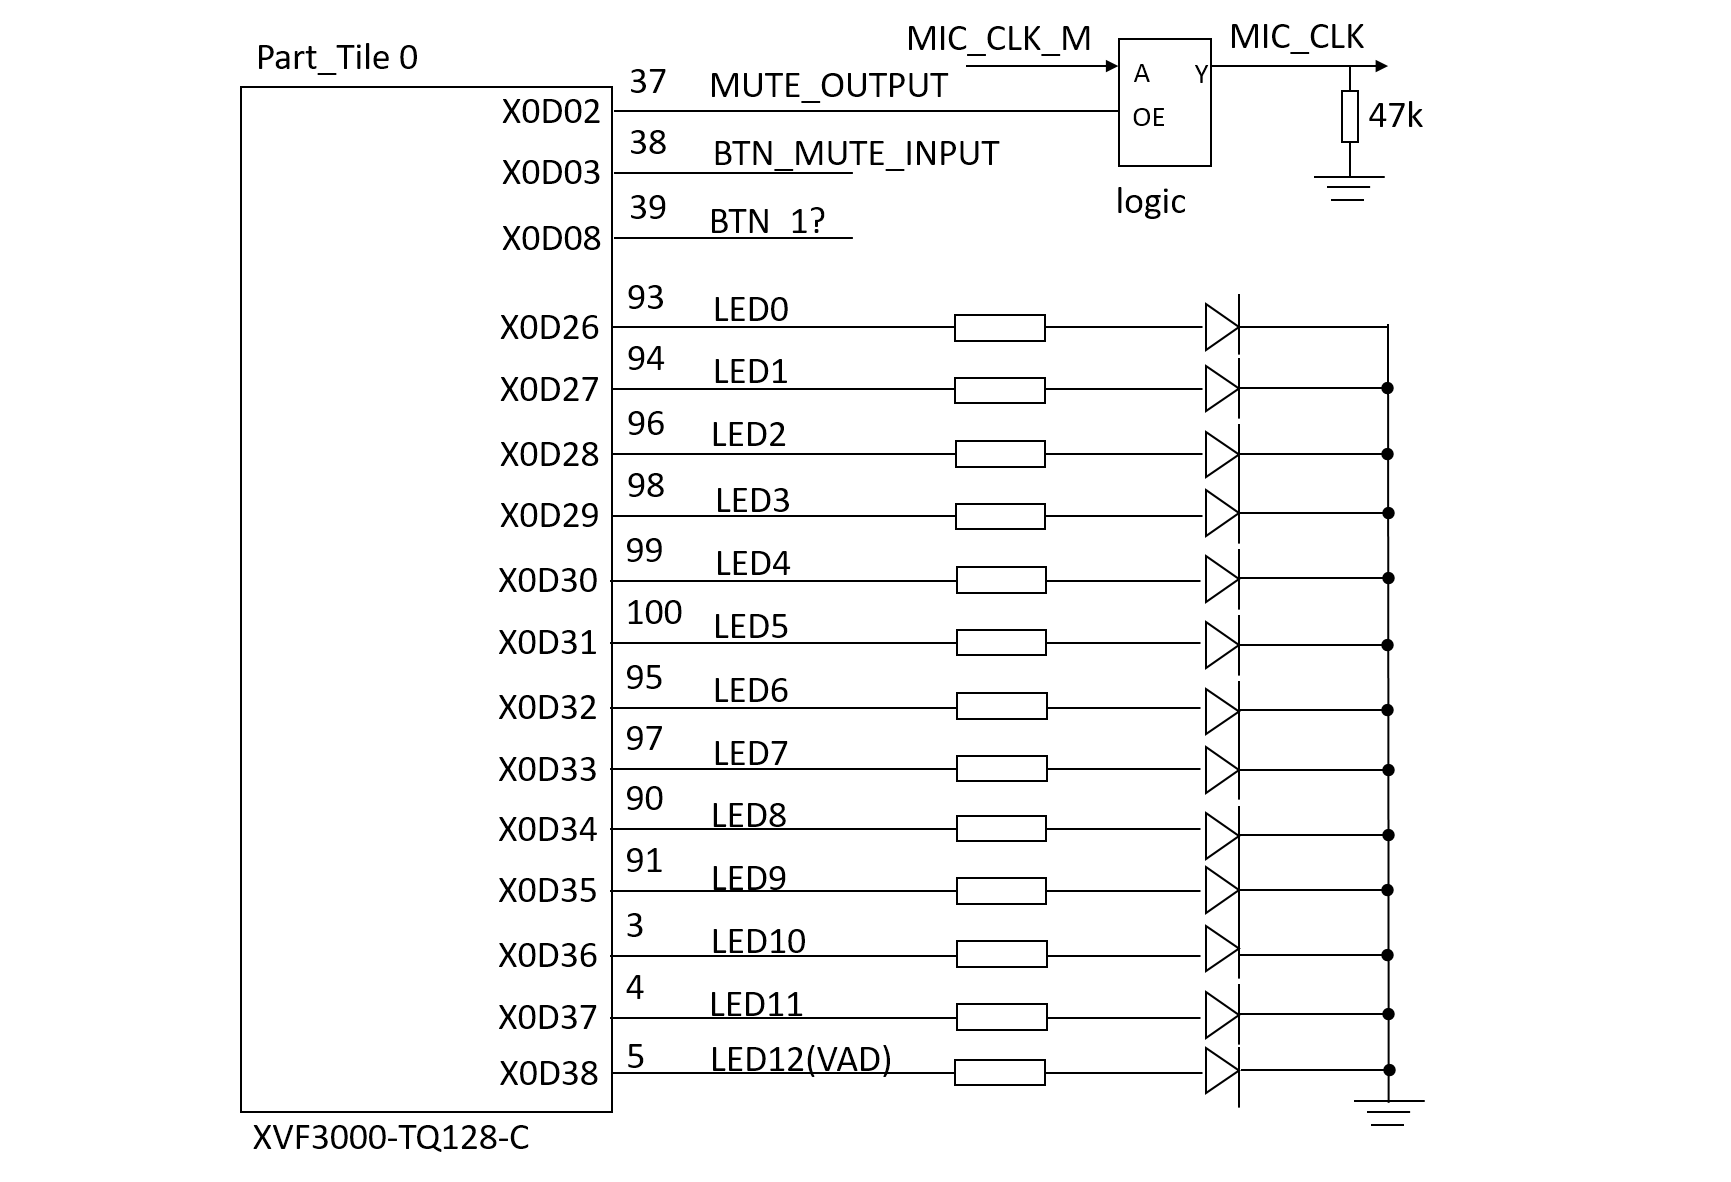 Part_Tile 0
MIC_CLK_M
MIC_CLK
37 MUTE_OUTPUT
A Y
X0D02
OE
47k
38 BTN_MUTE_INPUT
X0D03
logic
39 BTN_1?
X0D08
93 LED0
X0D26
94 LED1
X0D27
96 LED2
X0D28
98 LED3
X0D29
99 LED4
X0D30
100 LED5
X0D31
95 LED6
X0D32
97 LED7
X0D33
90 LED8
X0D34
91 LED9
X0D35
3 LED10
X0D36
4 LED11
X0D37
5 LED12(VAD)
X0D38
XVF3000-TQ128-C